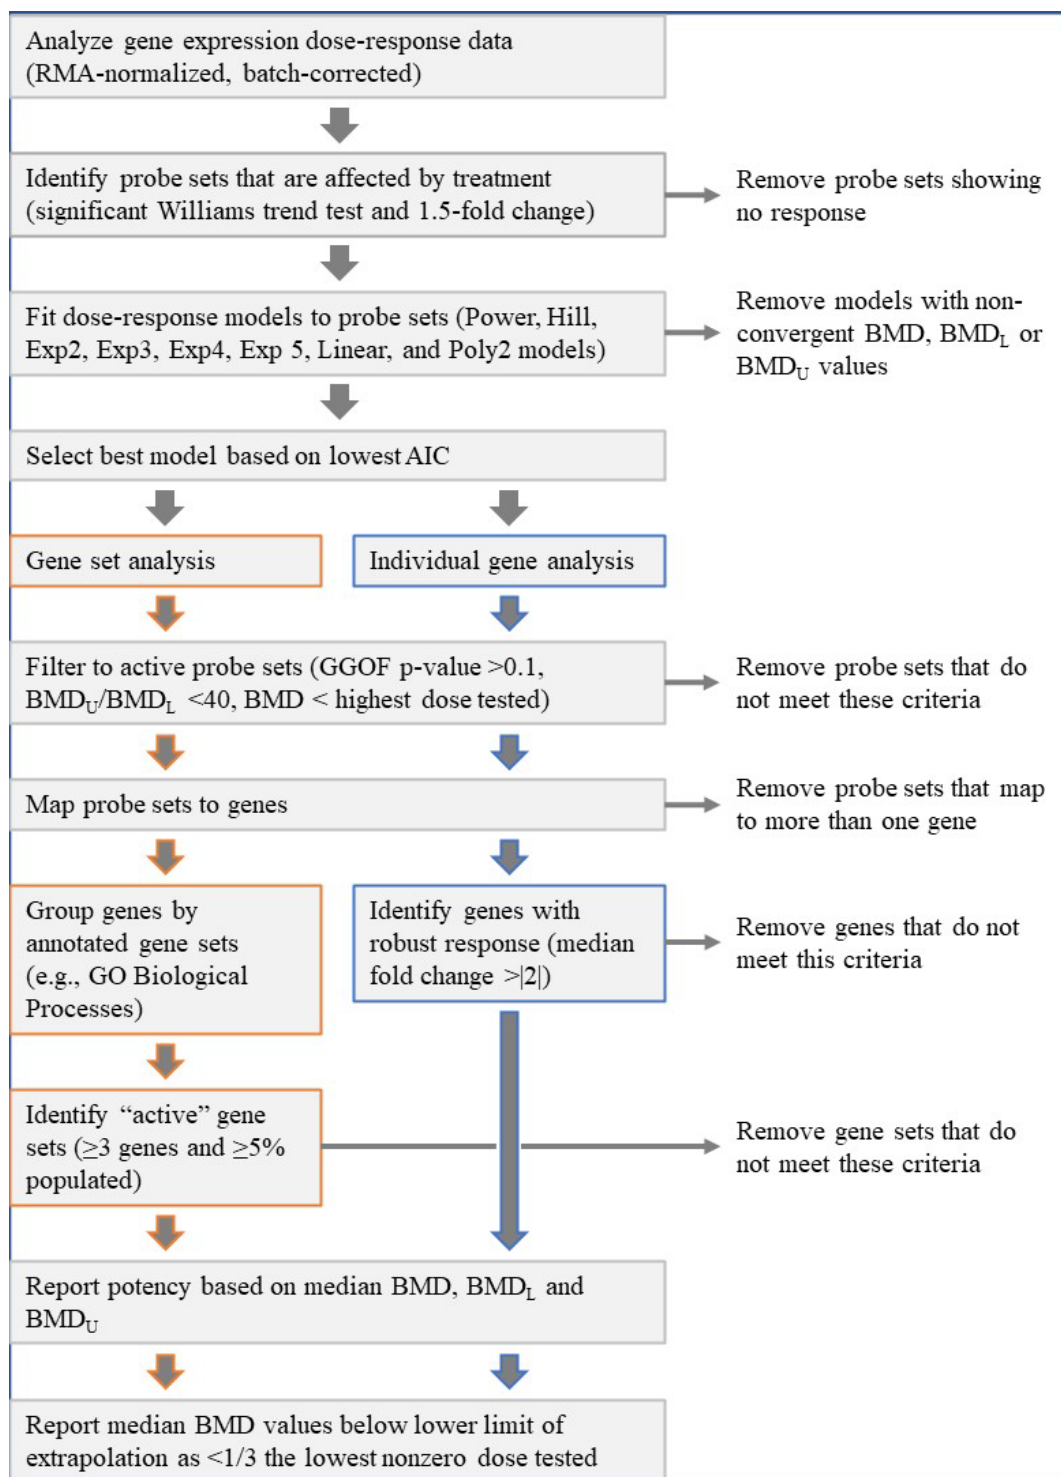 Analyze gene expression dose-response data
(RMA-normalized, batch-corrected)
Identify probe sets that are affected by treatment
(significant Williams trend test and 1.5-fold change)
Remove probe sets showing
no response
Fit dose-response models to probe sets (Power, Hill,
Exp2, Exp3, Exp4, Exp 5, Linear, and Poly2 models)
Remove models with non-
convergent BMD, BMD_L or
BMD_U values
Select best model based on lowest AIC
Gene set analysis
Individual gene analysis
Filter to active probe sets (GGOF p-value >0.1,
BMD_U/BMD_L <40, BMD < highest dose tested)
Remove probe sets that do
not meet these criteria
Map probe sets to genes
Remove probe sets that map
to more than one gene
Group genes by
annotated gene sets
(e.g., GO Biological
Processes)
Identify genes with
robust response (median
fold change >|2|)
Remove genes that do not
meet this criteria
Identify “active” gene
sets (≥3 genes and ≥5%
populated)
Remove gene sets that do
not meet these criteria
Report potency based on median BMD, BMD_L and
BMD_U
Report median BMD values below lower limit of
extrapolation as <1/3 the lowest nonzero dose tested